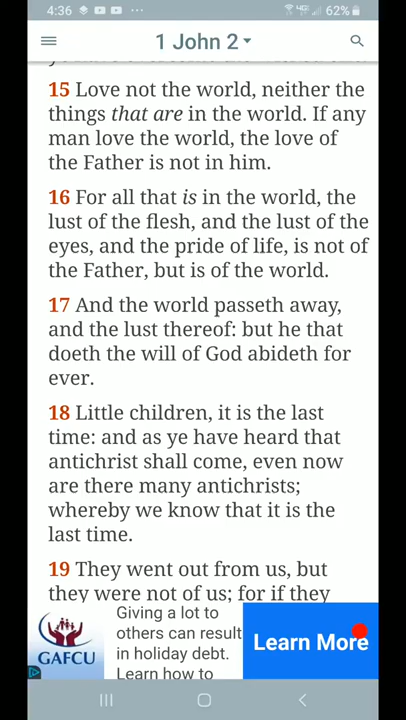 4:36
62%
1 John 2
15 Love not the world, neither the
things that are in the world. If any
man love the world, the love of
the Father is not in him.
16 For all that is in the world, the
lust of the flesh, and the lust of the
eyes, and the pride of life, is not of
the Father, but is of the world.
17 And the world passeth away,
and the lust thereof: but he that
doeth the will of God abideth for
ever.
18 Little children, it is the last
time: and as ye have heard that
antichrist shall come, even now
are there many antichrists;
whereby we know that it is the
last time.
19 They went out from us, but
they were not of us; for if they
Giving a lot to
others can result
in holiday debt.
Learn how to
GAFCU
Learn More